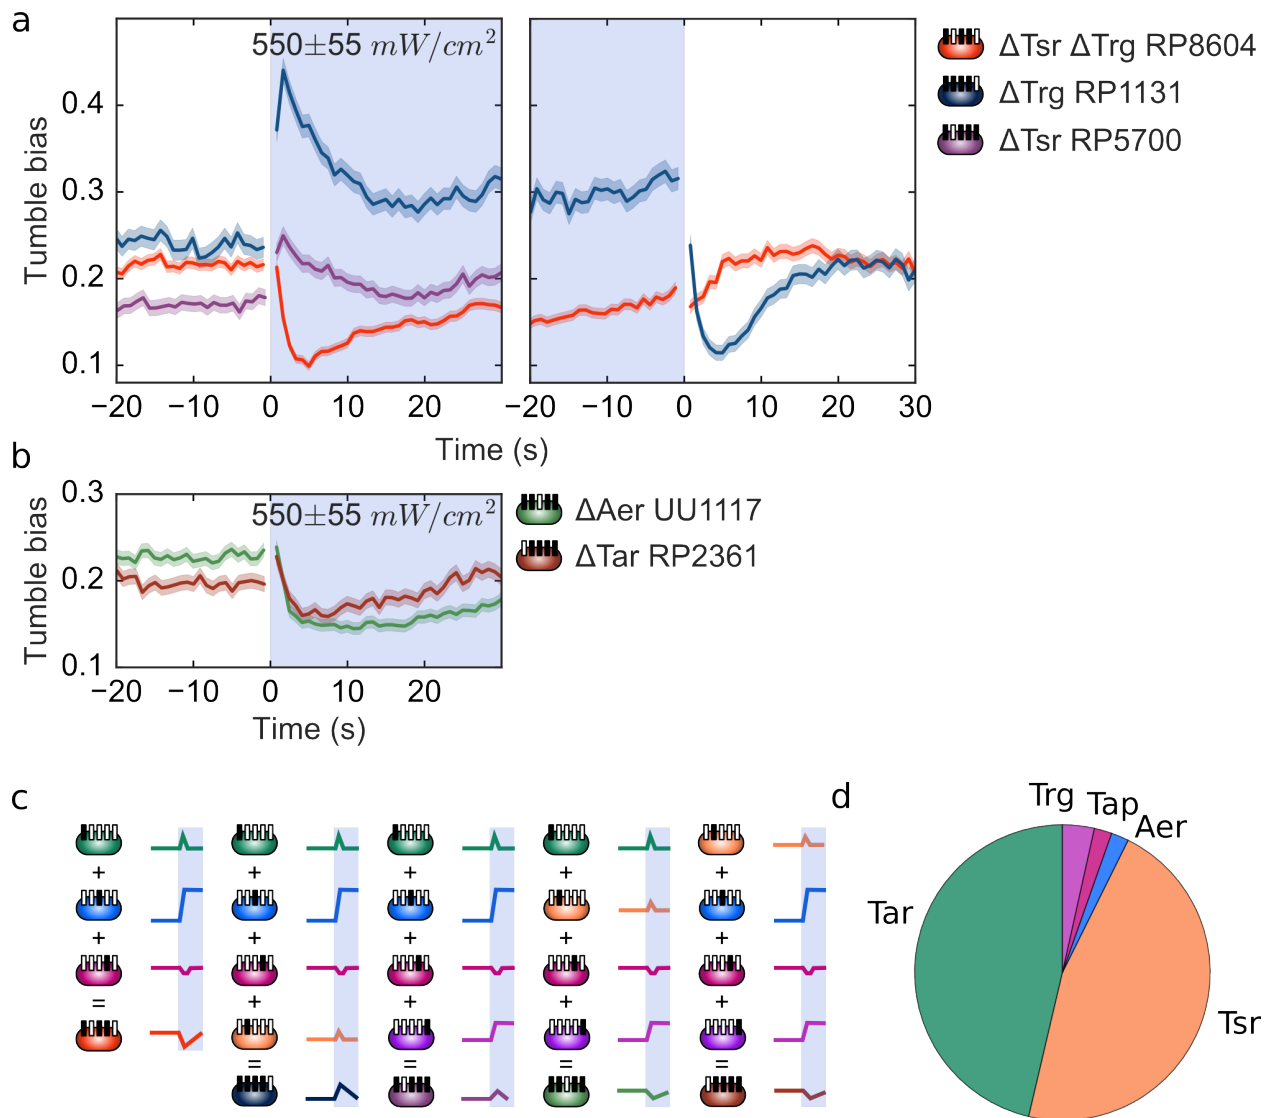 a
550±55 mW/cm²
Tumble bias
0.4
0.3
0.2
0.1
−20 −10 0 10 20
−20 −10 0 10 20 30
Time (s)
ΔTsr ΔTrg RP8604
ΔTrg RP1131
ΔTsr RP5700
b
550±55 mW/cm²
Tumble bias
0.3
0.2
0.1
−20 −10 0 10 20
Time (s)
ΔAer UU1117
ΔTar RP2361
c
+ + + + +
+ + + + +
= + + + +
= = = =
d
Trg
Tap
Aer
Tar
Tsr